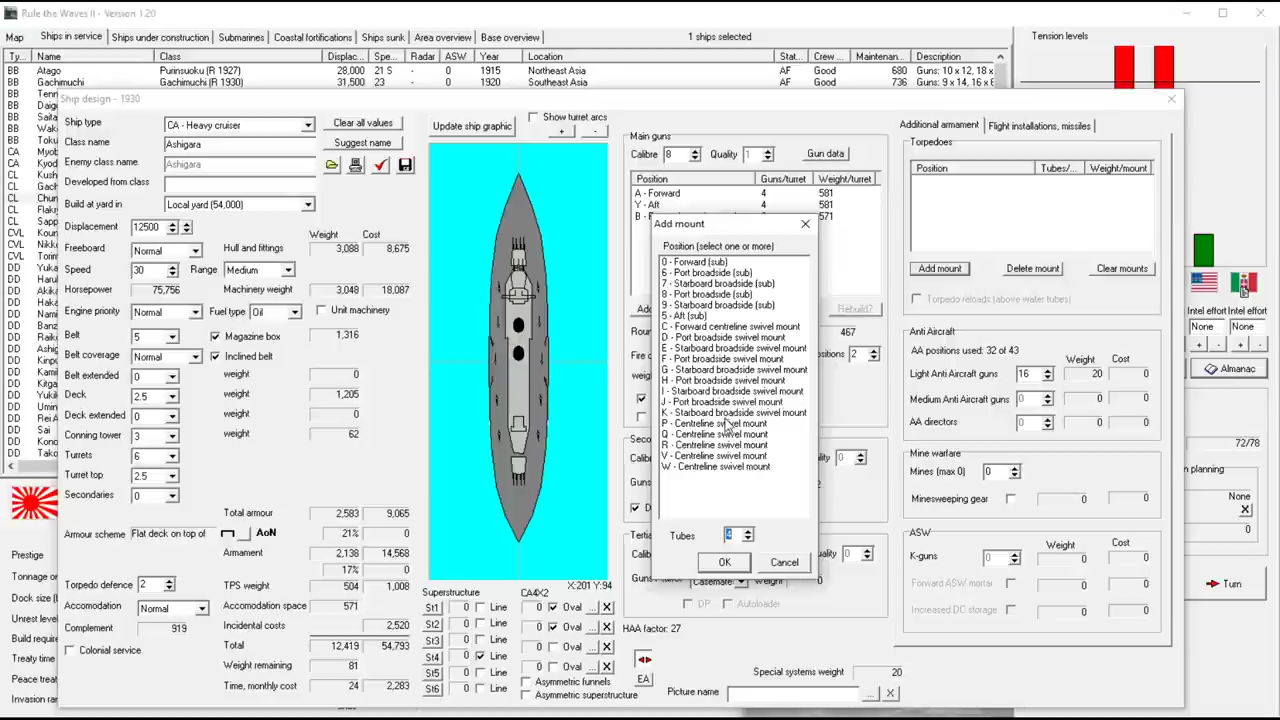 Rule the Waves II - Version 1.20
Map Ships in service Ships under construction Submarines Coastal fortifications Ships sunk Area overview Base overview 1 ships selected Tension levels
Ty... Name Class Displac... Spe... Radar ASW Year Location Stat... Crew ... Maintenan... Description
BB Atago Purinsuoku (R 1927) 28,000 21 S - 0 1915 Northeast Asia AF Good 680 Guns: 10 x 12, 18 x
BB Gachimuchi Gachimuchi (R 1930) 31,500 23 - 0 1920 Southeast Asia AF Good 736 Guns: 9 x 14, 16 x
Ship design - 1930
Ship type CA - Heavy cruiser Clear all values
Class name Ashigara Suggest name
Enemy class name Ashigara
Developed from class
Build at yard in Local yard (54,000)
Displacement 12500 Weight Cost
Freeboard Normal Hull and fittings 3,088 8,675
Speed 30 Range Medium Machinery weight 3,048 18,087
Horsepower 75,756
Engine priority Normal Fuel type Oil Unit machinery
Belt 5 Magazine box 1,316
Belt coverage Normal Inclined belt
Belt extended 0 weight 0
Deck 2.5 weight 1,205
Deck extended 0 weight 0
Conning tower 3 weight 62
Turrets 6
Turret top 2.5
Secondaries 0
Total armour 2,583 9,065
Armour scheme Flat deck on top of AoN 21% 0
Armament 2,138 14,568
17% 0
Torpedo defence 2 TPS weight 504 1,008
Accomodation Normal Accomodation space 571
Complement 919 Incidental costs 2,520
Total 12,419 54,793
Colonial service Weight remaining 81
Time, monthly cost 24 2,283
Update ship graphic Show turret arcs
+ -
X:201 Y:94
Superstructure CA4X2
St1 0 Line 0 Oval ... X
St2 0 Line 0 Oval ... X
St3 0 Line 0 Oval ... X
St4 0 Line 0 Oval ... X
St5 0 Line Asymmetric funnels
St6 0 Line Asymmetric superstructure
Main guns
Calibre 8 Quality 1 Gun data
Position Guns/turret Weight/turret
A - Forward 4 581
Y - Aft 4 581
571
Add mount
Position (select one or more)
0 - Forward (sub)
6 - Port broadside (sub)
7 - Starboard broadside (sub)
8 - Port broadside (sub)
9 - Starboard broadside (sub)
5 - Aft (sub)
C - Forward centreline swivel mount
D - Port broadside swivel mount
E - Starboard broadside swivel mount
F - Port broadside swivel mount
G - Starboard broadside swivel mount
H - Port broadside swivel mount
I - Starboard broadside swivel mount
J - Port broadside swivel mount
K - Starboard broadside swivel mount
P - Centreline swivel mount
Q - Centreline swivel mount
R - Centreline swivel mount
V - Centreline swivel mount
W - Centreline swivel mount
Tubes 4
OK Cancel
Rebuild?
467
2
DP Autoloader
HAA factor: 27
EA
Special systems weight 20
Picture name ... X
Additional armament Flight installations, missiles
Torpedoes
Position Tubes/... Weight/mount
Add mount Delete mount Clear mounts
Torpedo reloads (above water tubes)
Anti Aircraft
AA positions used: 32 of 43 Weight Cost
Light Anti Aircraft guns 16 20 0
Medium Anti Aircraft guns 0 0 0
AA directors 0 0 0
Mine warfare
Mines (max 0) 0 0 0
Minesweeping gear 0 0
ASW Weight Cost
K-guns 0 0 0
Forward ASW mortar 0 0
Increased DC storage 0 0
Intel effort Intel effort
None None
+ - + -
Almanac
72/78
None
X
0
Turn
Prestige
Tonnage
Unrest
Treaty time